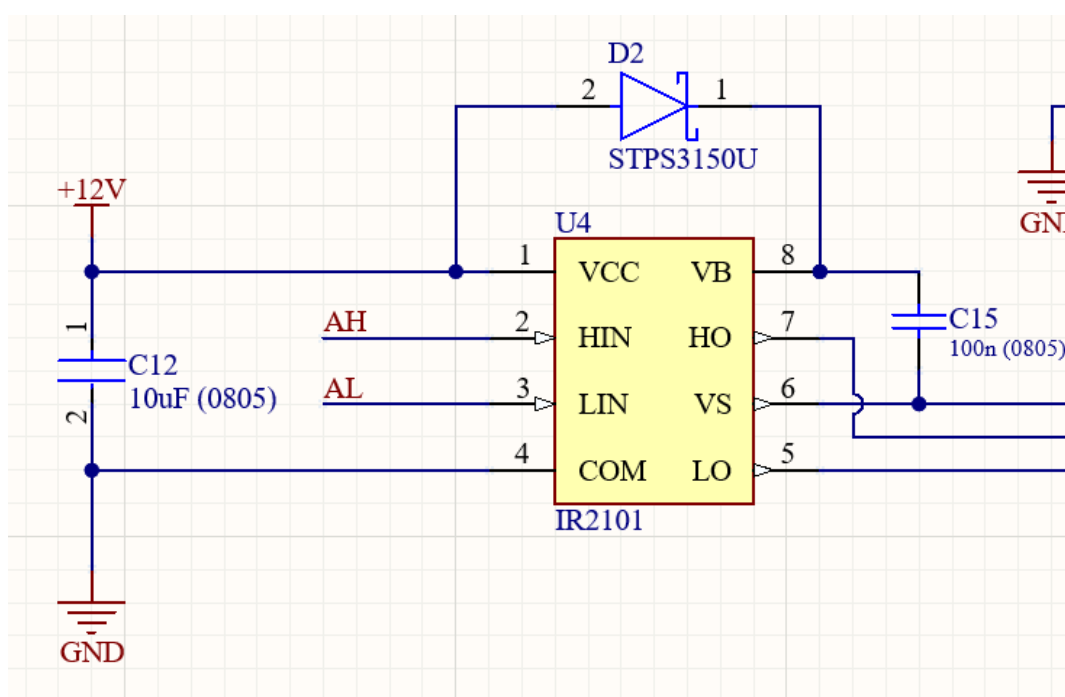 D2
2
1
STPS3150U
+12V
U4
1
VCC
VB
8
AH
2
HIN
HO
7
C15
100n (0805)
1
C12
10uF (0805)
2
AL
3
LIN
VS
6
4
COM
LO
5
IR2101
GND
GN